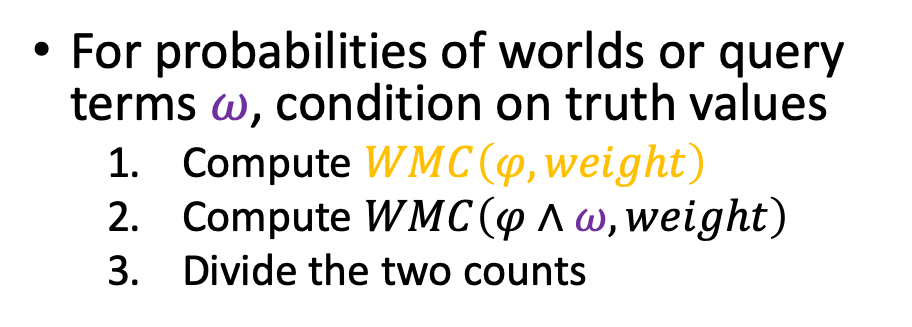 • For probabilities of worlds or query
terms ω, condition on truth values
1. Compute 𝑊𝑀𝐶(𝜑, 𝑤𝑒𝑖𝑔ℎ𝑡)
2. Compute 𝑊𝑀𝐶(𝜑 ∧ ω, 𝑤𝑒𝑖𝑔ℎ𝑡)
3. Divide the two counts